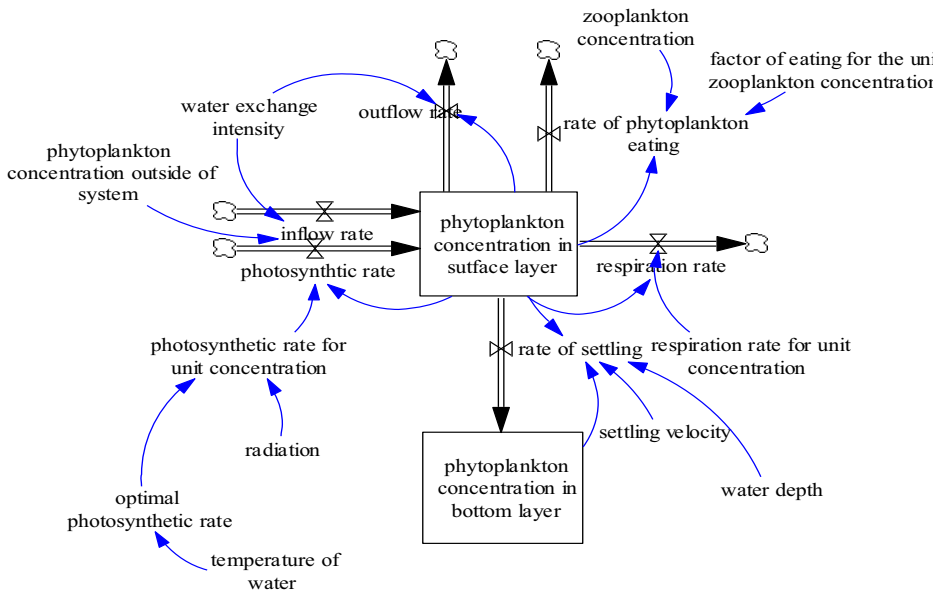 zooplankton
concentration
factor of eating for the uni
zooplankton concentration
water exchange
intensity
outflow rate
rate of phytoplankton
eating
phytoplankton
concentration outside of
system
inflow rate
photosynthtic rate
phytoplankton
concentration in
sutface layer
respiration rate
photosynthetic rate for
unit concentration
rate of settling
respiration rate for unit
concentration
radiation
settling velocity
phytoplankton
concentration in
bottom layer
water depth
optimal
photosynthetic rate
temperature of
water